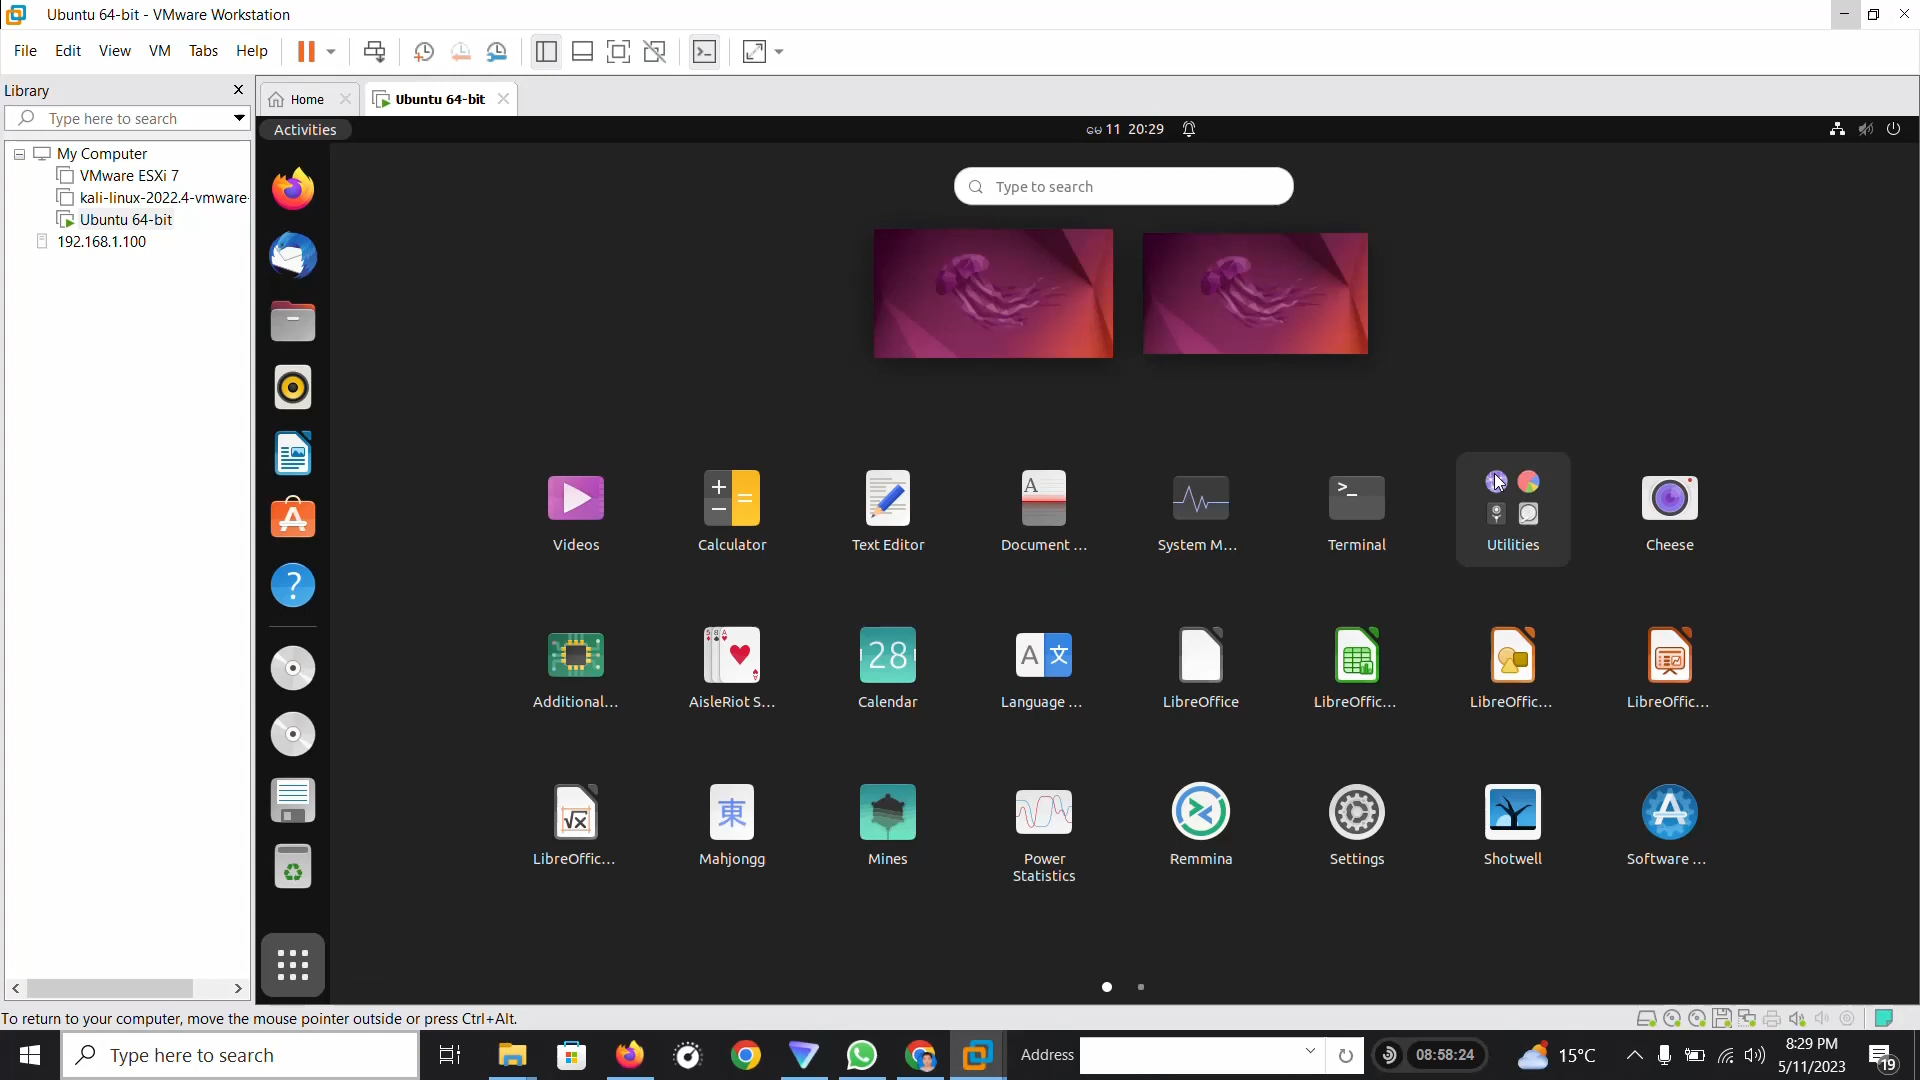 Ubuntu 64-bit - VMware Workstation
File Edit View VM Tabs Help
Library
Type here to search
My Computer
VMware ESXi 7
kali-linux-2022.4-vmware-
Ubuntu 64-bit
192.168.1.100
Home
Ubuntu 64-bit
Activities
11 20:29
Type to search
Videos
Calculator
Text Editor
Document ...
System M...
Terminal
Utilities
Cheese
Additional...
AisleRiot S...
28
Calendar
Language ...
LibreOffice
LibreOffic...
LibreOffic...
LibreOffic...
LibreOffic...
東
Mahjongg
Mines
Power
Statistics
Remmina
Settings
Shotwell
Software ...
To return to your computer, move the mouse pointer outside or press Ctrl+Alt.
Type here to search
Address
08:58:24
15°C
8:29 PM
5/11/2023
19